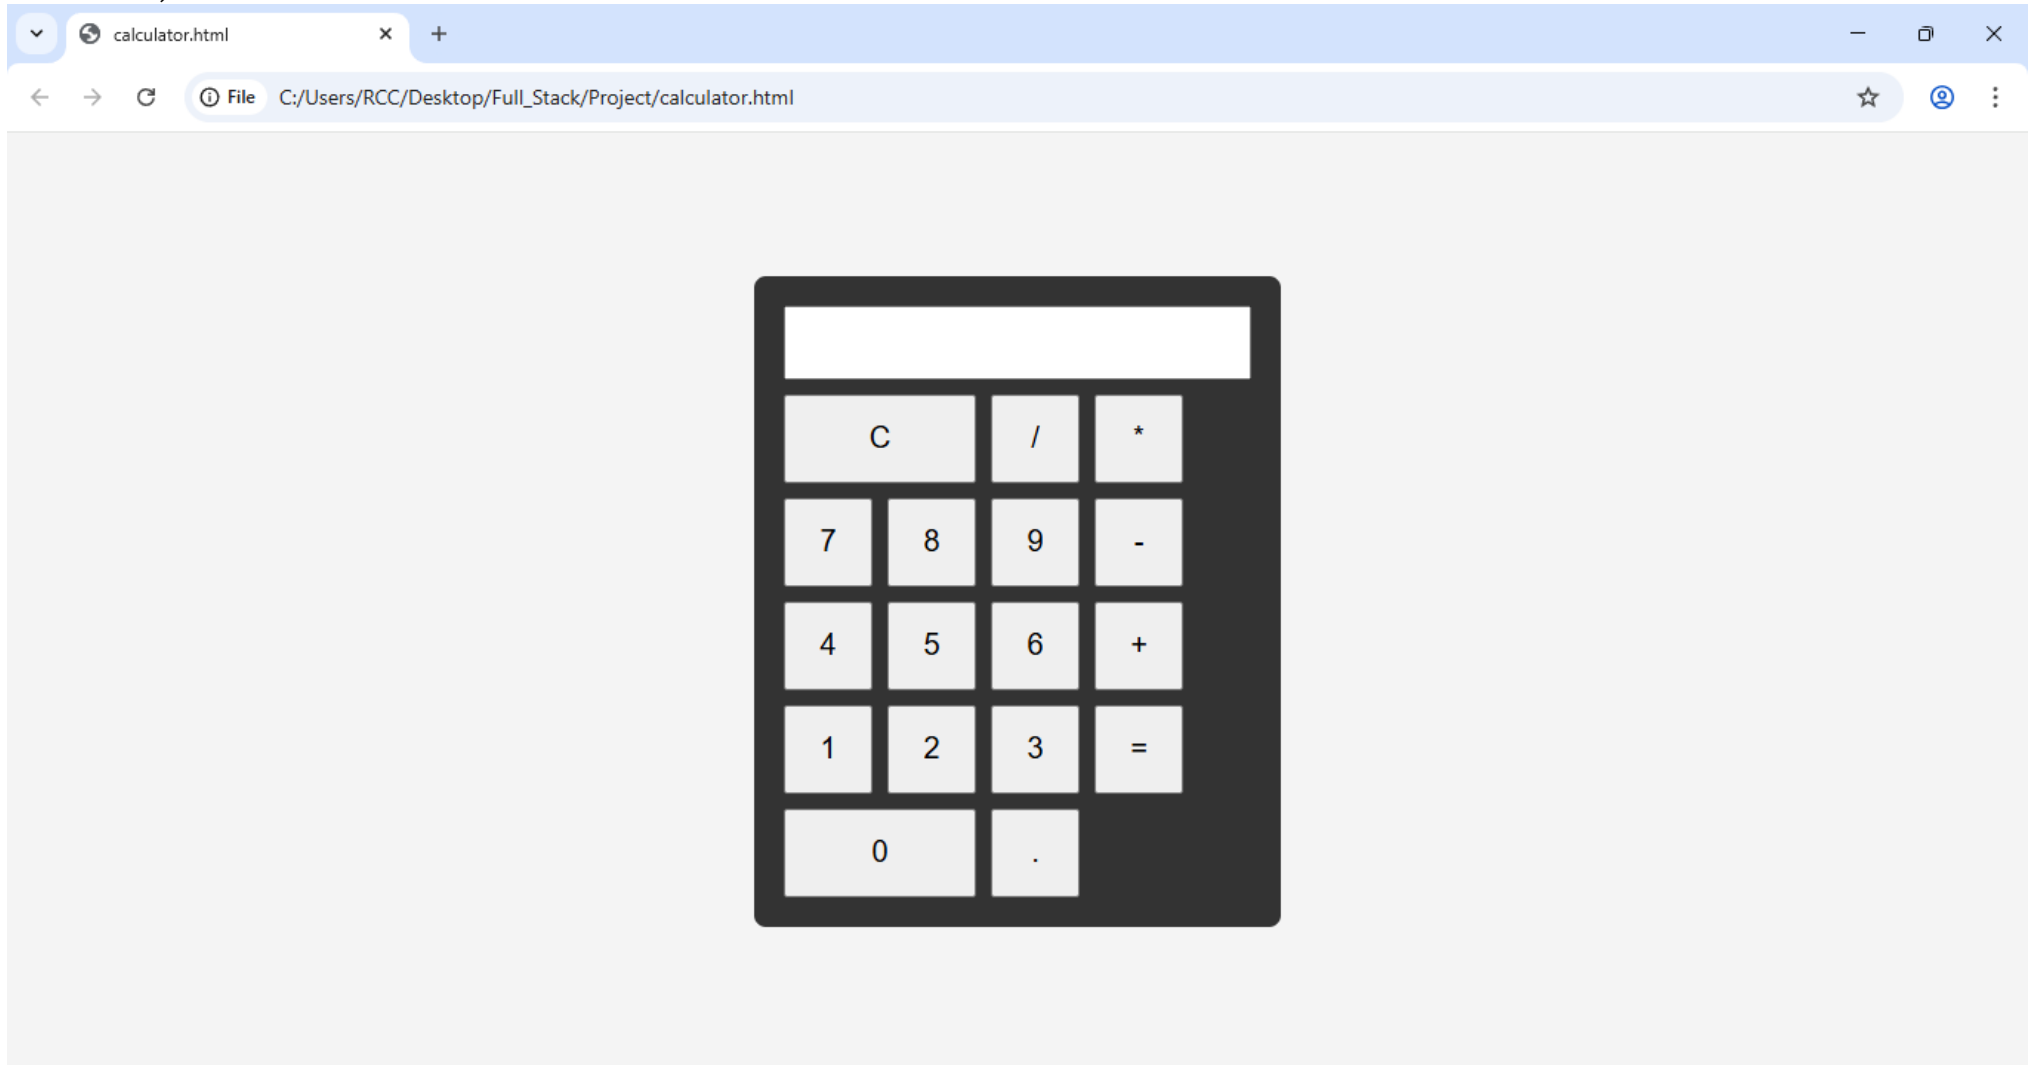 calculator.html
File C:/Users/RCC/Desktop/Full_Stack/Project/calculator.html
C / *
7 8 9 -
4 5 6 +
1 2 3 =
0 .